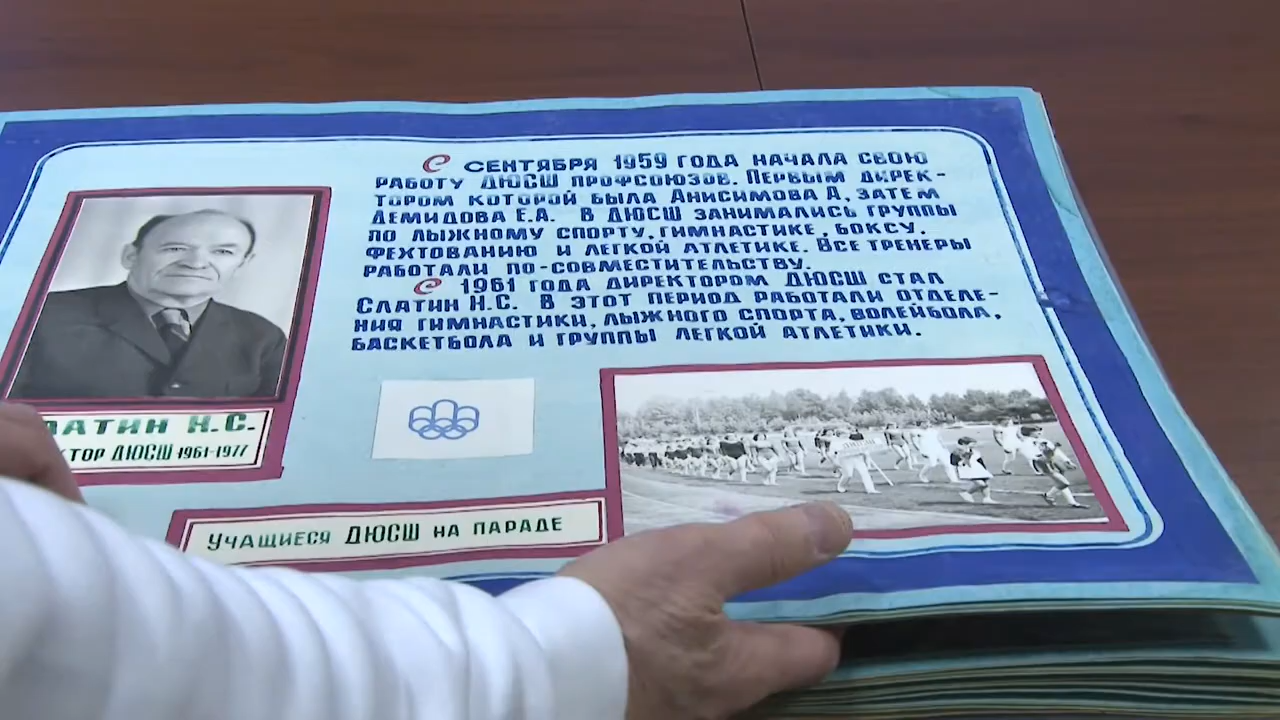 С СЕНТЯБРЯ 1959 ГОДА НАЧАЛА СВОЮ
РАБОТУ ДЮСШ ПРОФСОЮЗОВ. ПЕРВЫМ ДИРЕК-
ТОРОМ КОТОРОЙ БЫЛА АНИСИМОВА А, ЗАТЕМ
ДЕМИДОВА Е.А. В ДЮСШ ЗАНИМАЛИСЬ ГРУППЫ
ПО ЛЫЖНОМУ СПОРТУ, ГИМНАСТИКЕ, БОКСУ.
ФЕХТОВАНИЮ И ЛЕГКОЙ АТЛЕТИКЕ. ВСЕ ТРЕНЕРЫ
РАБОТАЛИ ПО-СОВМЕСТИТЕЛЬСТВУ.
С 1961 ГОДА ДИРЕКТОРОМ ДЮСШ СТАЛ
СЛАТИН Н.С. В ЭТОТ ПЕРИОД РАБОТАЛИ ОТДЕЛЕ-
НИЯ ГИМНАСТИКИ, ЛЫЖНОГО СПОРТА, ВОЛЕЙБОЛА,
БАСКЕТБОЛА И ГРУППЫ ЛЕГКОЙ АТЛЕТИКИ.
ЛАТИН Н.С.
КТОР ДЮСШ 1961-1977
УЧАЩИЕСЯ ДЮСШ НА ПАРАДЕ